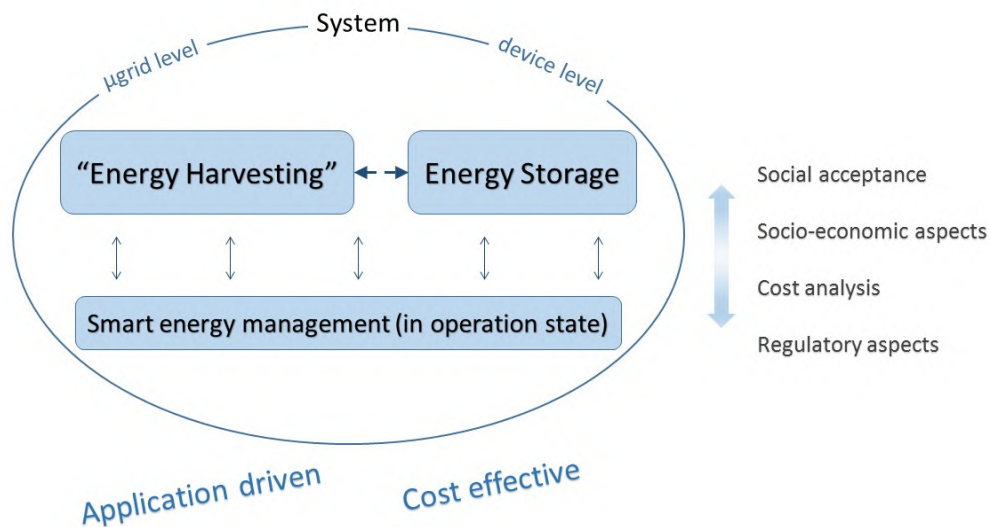 System
µgrid level
device level
“Energy Harvesting”
Energy Storage
Smart energy management (in operation state)
Social acceptance
Socio-economic aspects
Cost analysis
Regulatory aspects
Application driven
Cost effective